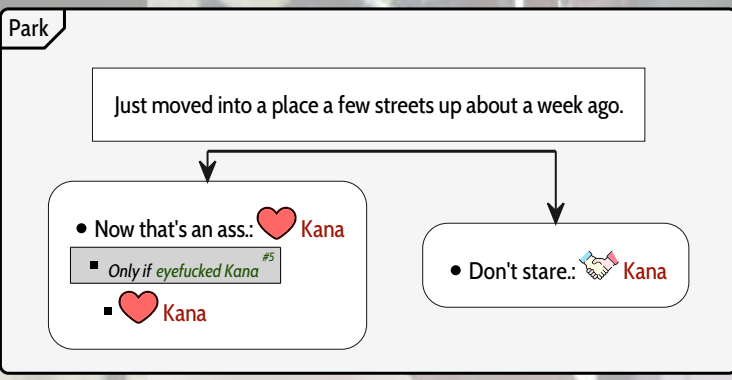 Park
Just moved into a place a few streets up about a week ago.
Now that's an ass.: Kana
Only if eyefucked Kana #5
Kana
Don't stare.: Kana